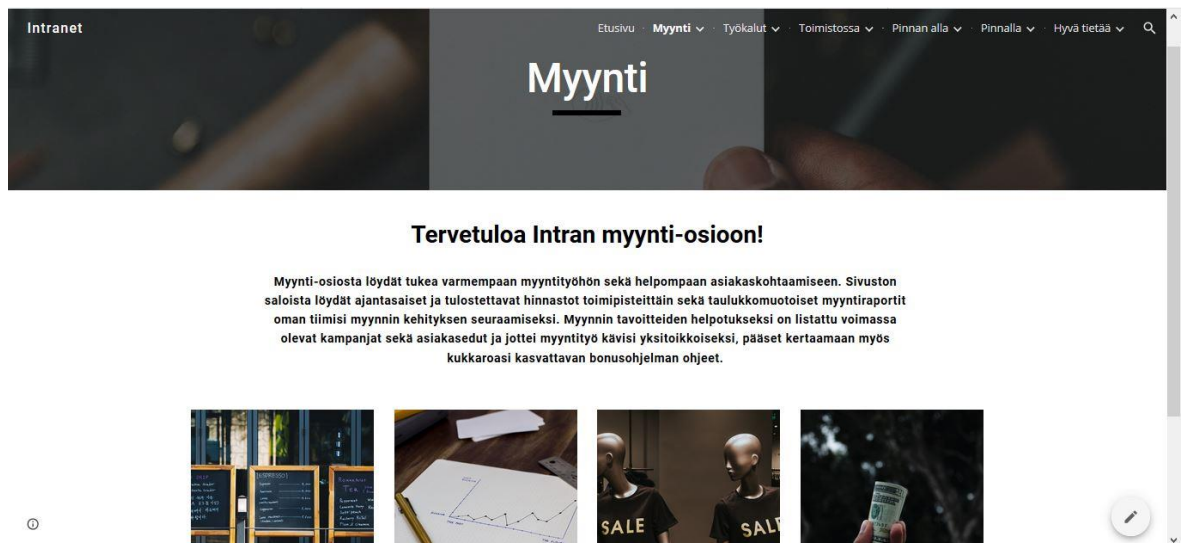 Intranet
Etusivu · Myynti · Työkalut · Toimistossa · Pinnan alla · Pinnalla · Hyvä tietää
Myynti
Tervetuloa Intran myynti-osioon!
Myynti-osiosta löydät tukea varmempaan myyntityöhön sekä helpompaan asiakaskohtaamiseen. Sivuston
saloista löydät ajantasaiset ja tulostettavat hinnastot toimipisteittäin sekä taulukkomuotoiset myyntiraportit
oman tiimisi myynnin kehityksen seuraamiseksi. Myynnin tavoitteiden helpotukseksi on listattu voimassa
olevat kampanjat sekä asiakasedut ja jottei myyntityö kävisi yksitoikkoiseksi, pääset kertaamaan myös
kukkaroasi kasvattavan bonusohjelman ohjeet.
SALE
SAL